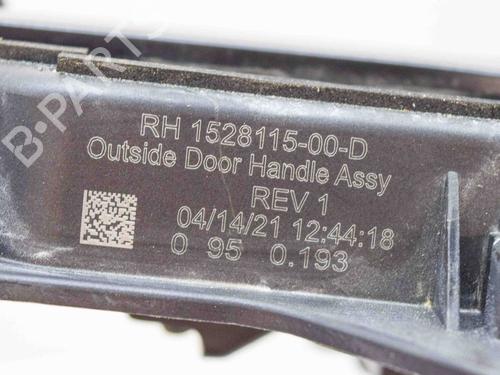 B-PARTS
RH 1528115-00-D
Outside Door Handle Assy
REV 1
04/14/21 12:44:18
0 95 0.193